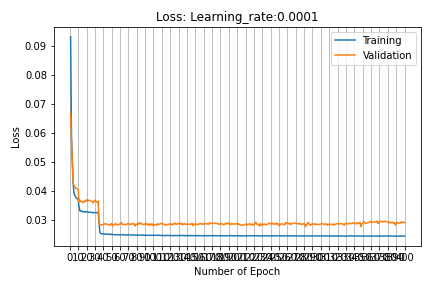 Loss: Learning_rate:0.0001
Training
Validation
0.09
0.08
0.07
0.06
0.05
0.04
0.03
Loss
Number of Epoch